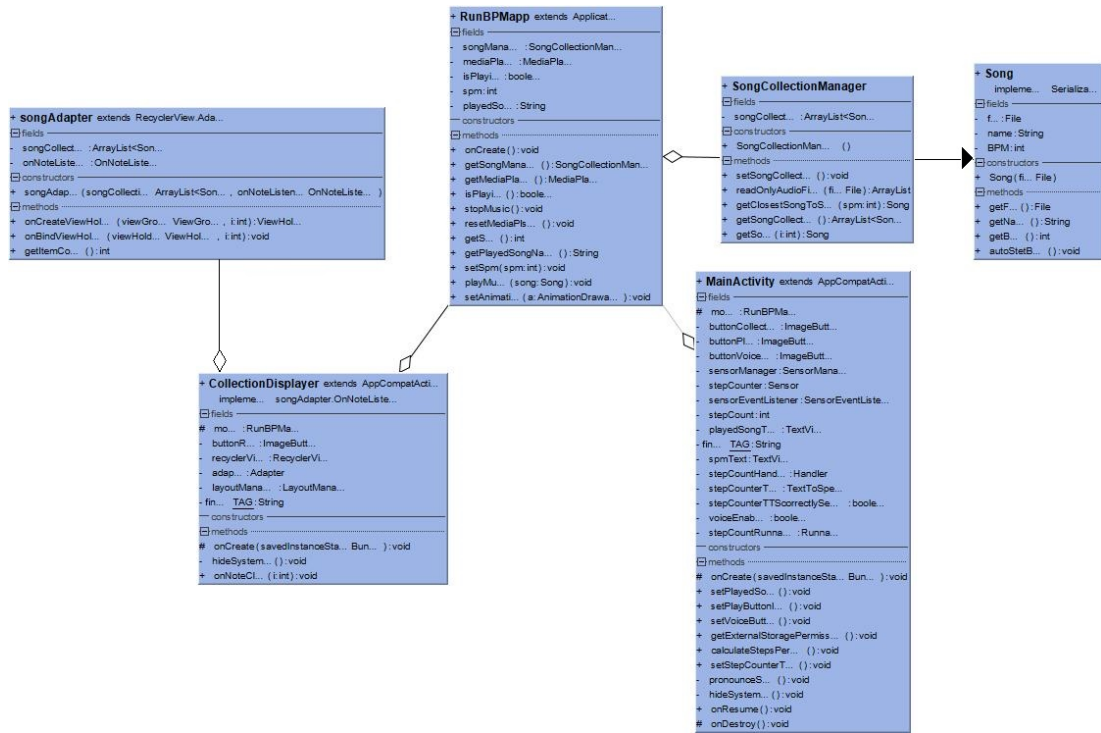 + RunBPMapp extends Applicat...
fields
- songMana... : SongCollectionMan...
- mediaPla... : MediaPla...
- isPlayi... : boole...
- spm : int
- playedSo... : String
constructors
methods
+ onCreate ( ) : void
+ getSongMana... ( ) : SongCollectionMan...
+ getMediaPla... ( ) : MediaPla...
+ isPlayi... ( ) : boole...
+ stopMusic ( ) : void
+ resetMediaPls... ( ) : void
+ getS... ( ) : int
+ getPlayedSongNa... ( ) : String
+ setSpm ( spm : int ) : void
+ playMu... ( song : Song ) : void
+ setAnimati... ( a : AnimationDrawa... ) : void
+ songAdapter extends RecyclerView.Ada...
fields
- songCollect... : ArrayList<Son...
- onNoteListe... : OnNoteListe...
constructors
+ songAdap... ( songCollecti... ArrayList<Son... , onNoteListen... OnNoteListe... )
methods
+ onCreateViewHol... ( viewGro... ViewGro... , i : int ) : ViewHol...
+ onBindViewHol... ( viewHold... ViewHol... , i : int ) : void
+ getItemCo... ( ) : int
+ SongCollectionManager
fields
- songCollect... : ArrayList<Son...
constructors
+ SongCollectionMan... ( )
methods
+ setSongCollect... ( ) : void
+ readOnlyAudioFi... ( fi... File ) : ArrayList
+ getClosestSongToS... ( spm : int ) : Song
+ getSongCollect... ( ) : ArrayList<Son...
+ getSo... ( i : int ) : Song
+ Song
impleme... Serializa...
fields
- f... : File
- name : String
- BPM : int
constructors
+ Song ( fi... File )
methods
+ getF... ( ) : File
+ getNa... ( ) : String
+ getB... ( ) : int
+ autoStetB... ( ) : void
+ CollectionDisplayer extends AppCompatActi...
impleme... songAdapter.OnNoteListe...
fields
# mo... : RunBPMa...
- buttonR... : ImageButt...
- recyclerVi... : RecyclerVi...
- adap... : Adapter
- layoutMana... : LayoutMana...
- fin... TAG : String
constructors
methods
# onCreate ( savedInstanceSta... Bun... ) : void
- hideSystem... ( ) : void
+ onNoteCl... ( i : int ) : void
+ MainActivity extends AppCompatActi...
fields
# mo... : RunBPMa...
- buttonCollect... : ImageButt...
- buttonPl... : ImageButt...
- buttonVoice... : ImageButt...
- sensorManager : SensorMana...
- stepCounter : Sensor
- sensorEventListener : SensorEventListe...
- stepCount : int
- playedSongT... : TextVi...
- fin... TAG : String
- spmText : TextVi...
- stepCountHand... : Handler
- stepCounterT... : TextToSpe...
- stepCounterTTScorrectlySe... : boole...
- voiceEnab... : boole...
- stepCountRunna... : Runna...
constructors
methods
# onCreate ( savedInstanceSta... Bun... ) : void
+ setPlayedSo... ( ) : void
+ setPlayButtonI... ( ) : void
+ setVoiceButt... ( ) : void
+ getExternalStoragePermiss... ( ) : void
+ calculateStepsPer... ( ) : void
+ setStepCounterT... ( ) : void
- pronounceS... ( ) : void
- hideSystem... ( ) : void
+ onResume ( ) : void
# onDestroy ( ) : void